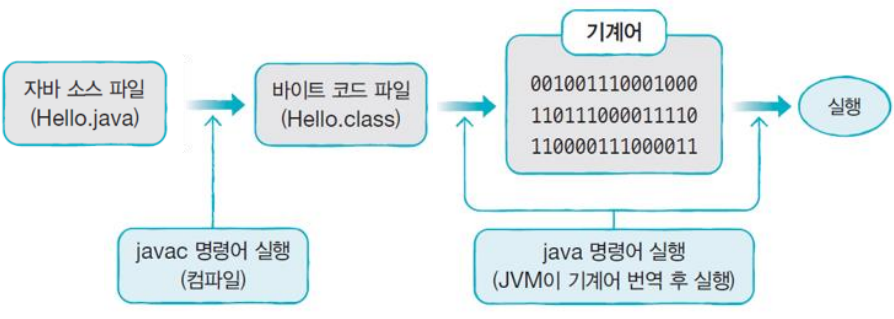 자바 소스 파일
(Hello.java)
바이트 코드 파일
(Hello.class)
기계어
001001110001000
110111000011110
110000111000011
실행
javac 명령어 실행
(컴파일)
java 명령어 실행
(JVM이 기계어 번역 후 실행)